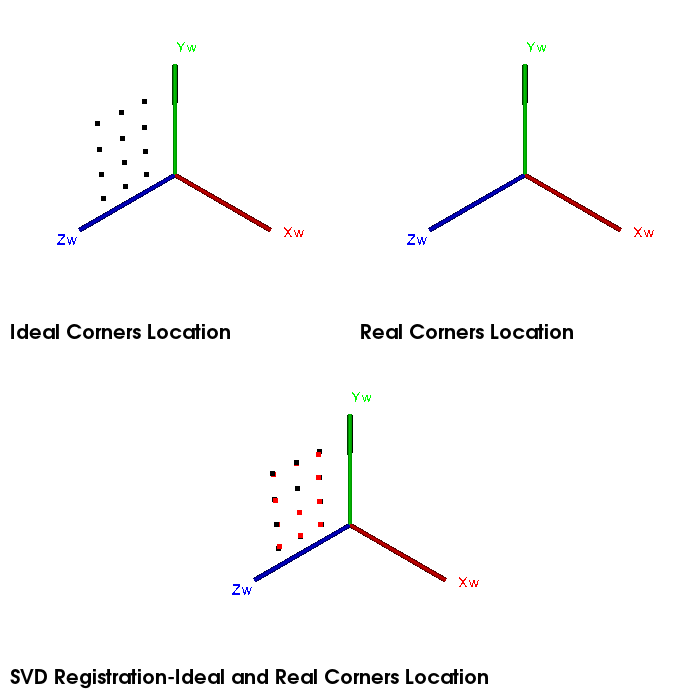 Yw
Zw
Xw
Ideal Corners Location
Yw
Zw
Xw
Real Corners Location
Yw
Zw
Xw
SVD Registration-Ideal and Real Corners Location